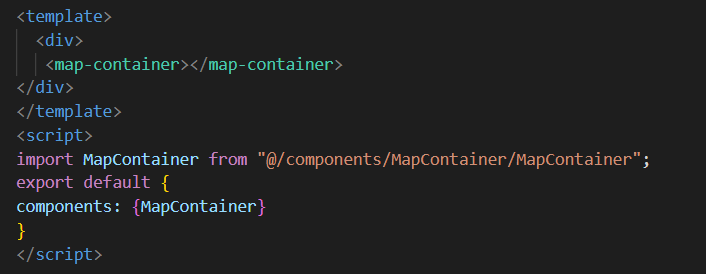 <template>
<div>
<map-container></map-container>
</div>
</template>
<script>
import MapContainer from "@/components/MapContainer/MapContainer";
export default {
components: {MapContainer}
}
</script>